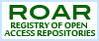 ROAR
REGISTRY OF OPEN
ACCESS REPOSITORIES